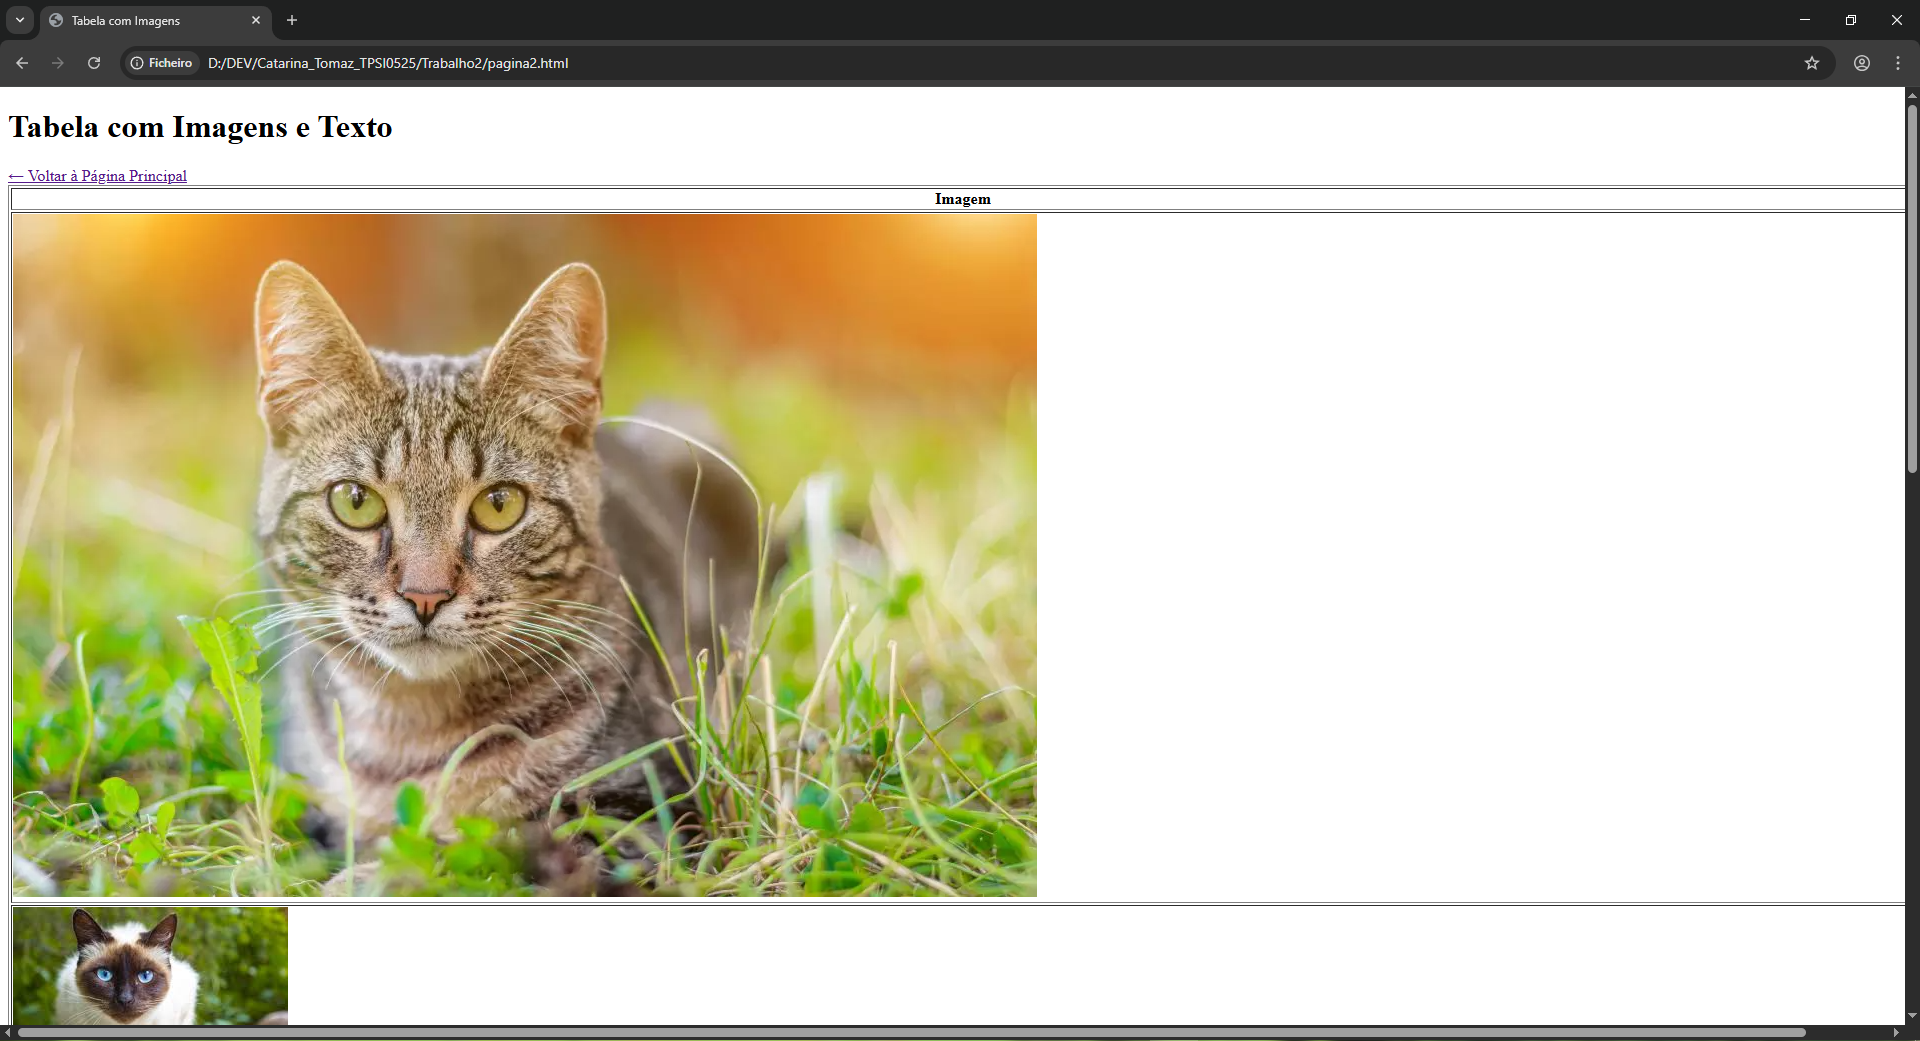 Tabela com Imagens
Ficheiro D:/DEV/Catarina_Tomaz_TPSI0525/Trabalho2/pagina2.html
Tabela com Imagens e Texto
← Voltar à Página Principal
Imagem